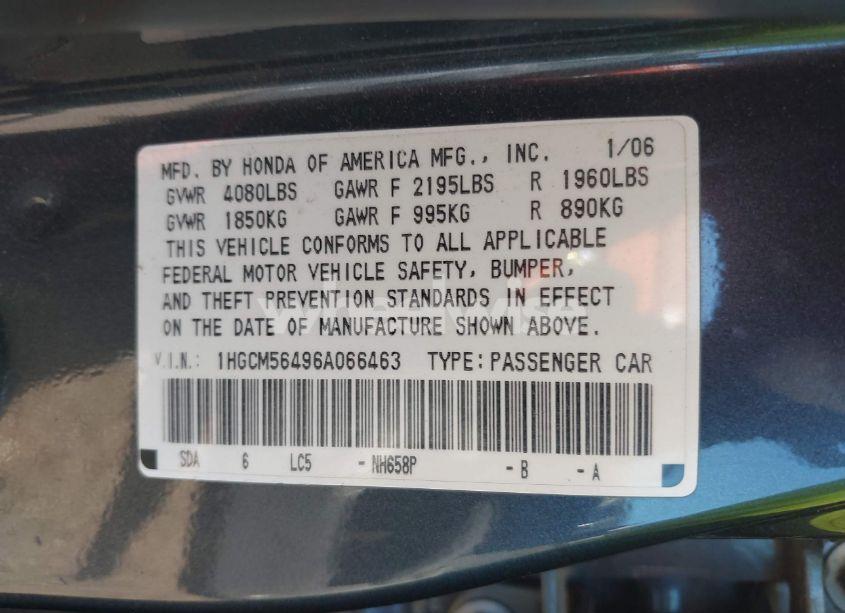 MFD. BY HONDA OF AMERICA MFG., INC. 1/06
GVWR 4080LBS GAWR F 2195LBS R 1960LBS
GVWR 1850KG GAWR F 995KG R 890KG
THIS VEHICLE CONFORMS TO ALL APPLICABLE
FEDERAL MOTOR VEHICLE SAFETY, BUMPER,
AND THEFT PREVENTION STANDARDS IN EFFECT
ON THE DATE OF MANUFACTURE SHOWN ABOVE.
V.I.N.: 1HGCM56496A066463 TYPE:PASSENGER CAR
SDA 6 LC5 -NH658P -B -A